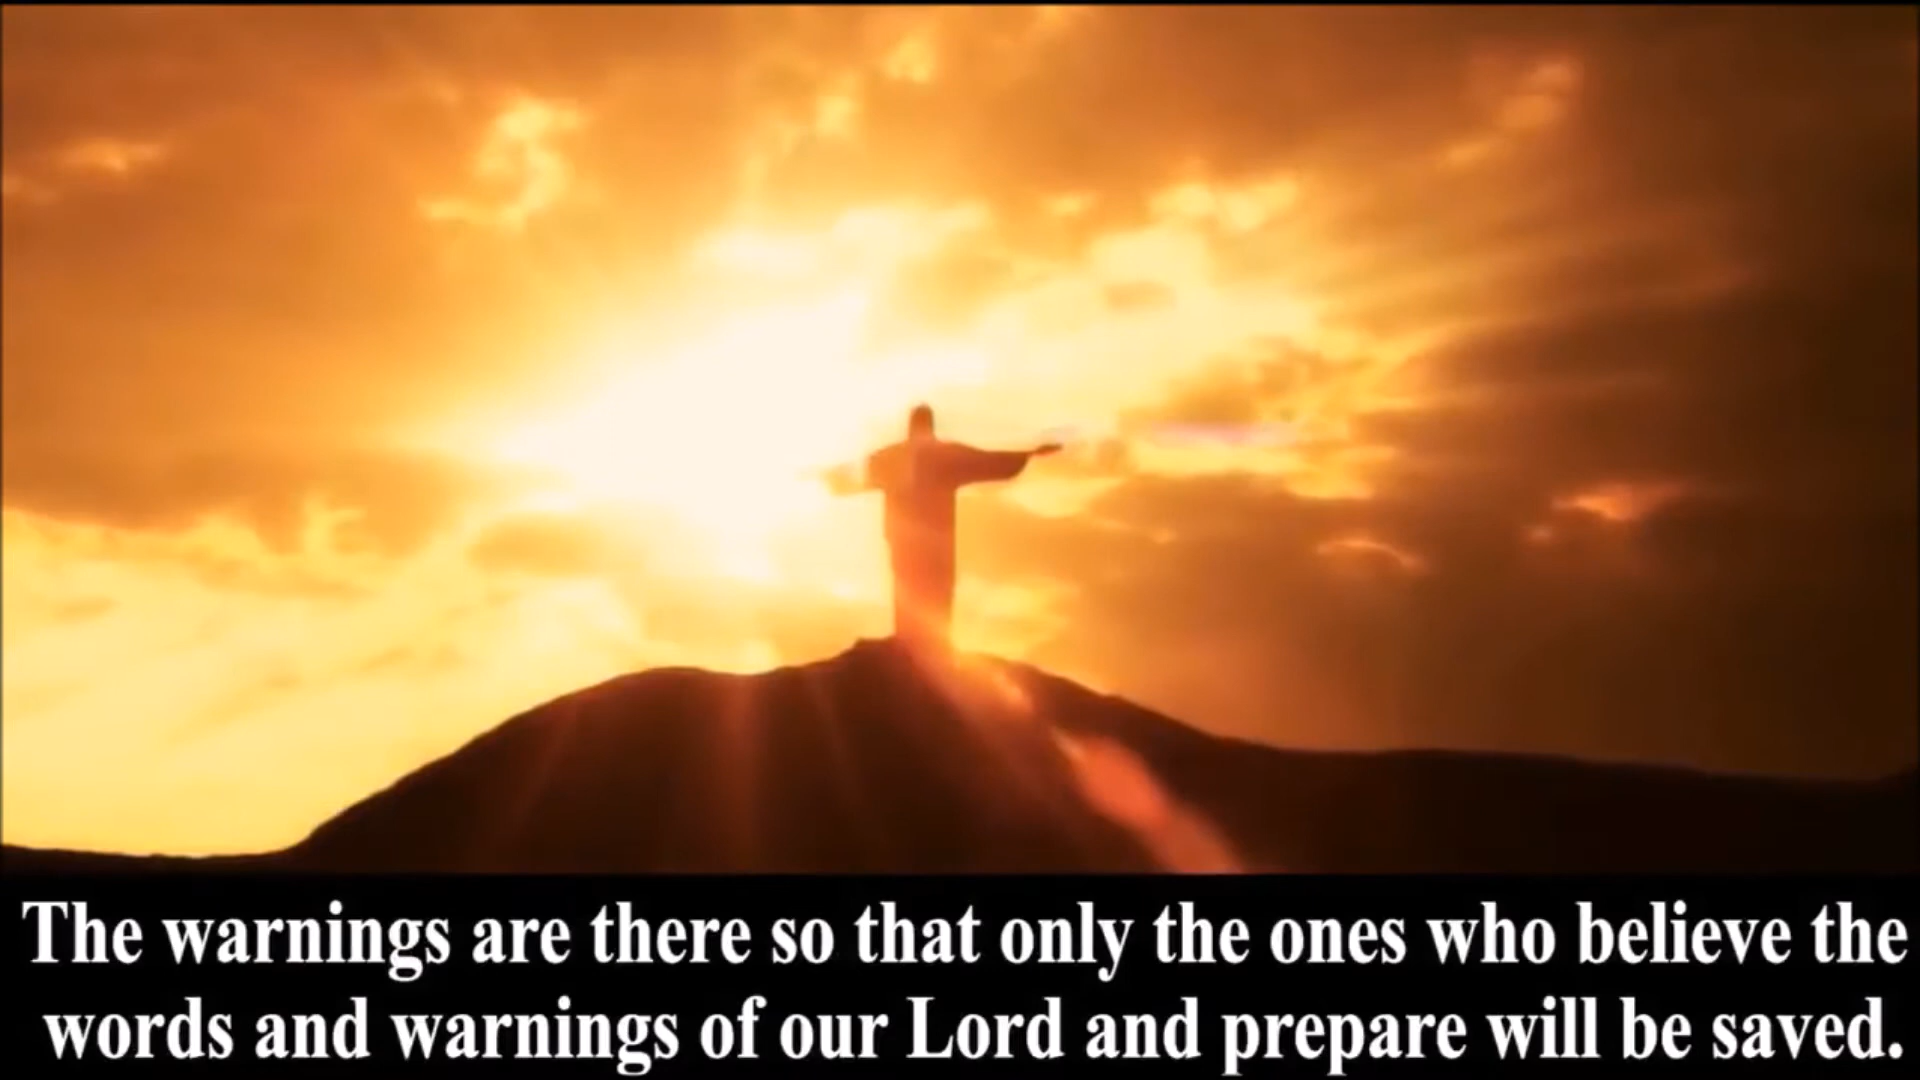 The warnings are there so that only the ones who believe the
words and warnings of our Lord and prepare will be saved.